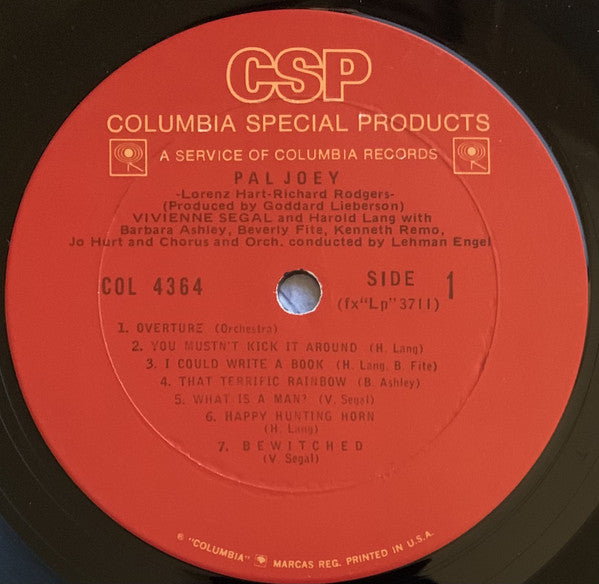 CSP
COLUMBIA SPECIAL PRODUCTS
A SERVICE OF COLUMBIA RECORDS
PAL JOEY
-Lorenz Hart-Richard Rodgers-
(Produced by Goddard Lieberson)
VIVIENNE SEGAL and Harold Lang with
Barbara Ashley, Beverly Fite, Kenneth Remo,
Jo Hurt and Chorus and Orch. conducted by Lehman Engel
COL 4364
SIDE 1
(fx"Lp"3711)
1. OVERTURE (Orchestra)
2. YOU MUSTN'T KICK IT AROUND (H. Lang)
3. I COULD WRITE A BOOK (H. Lang, B. Fite)
4. THAT TERRIFIC RAINBOW (B. Ashley)
5. WHAT IS A MAN? (V. Segal)
6. HAPPY HUNTING HORN
(H. Lang)
7. BEWITCHED
(V. Segal)
® "COLUMBIA" MARCAS REG. PRINTED IN U.S.A.